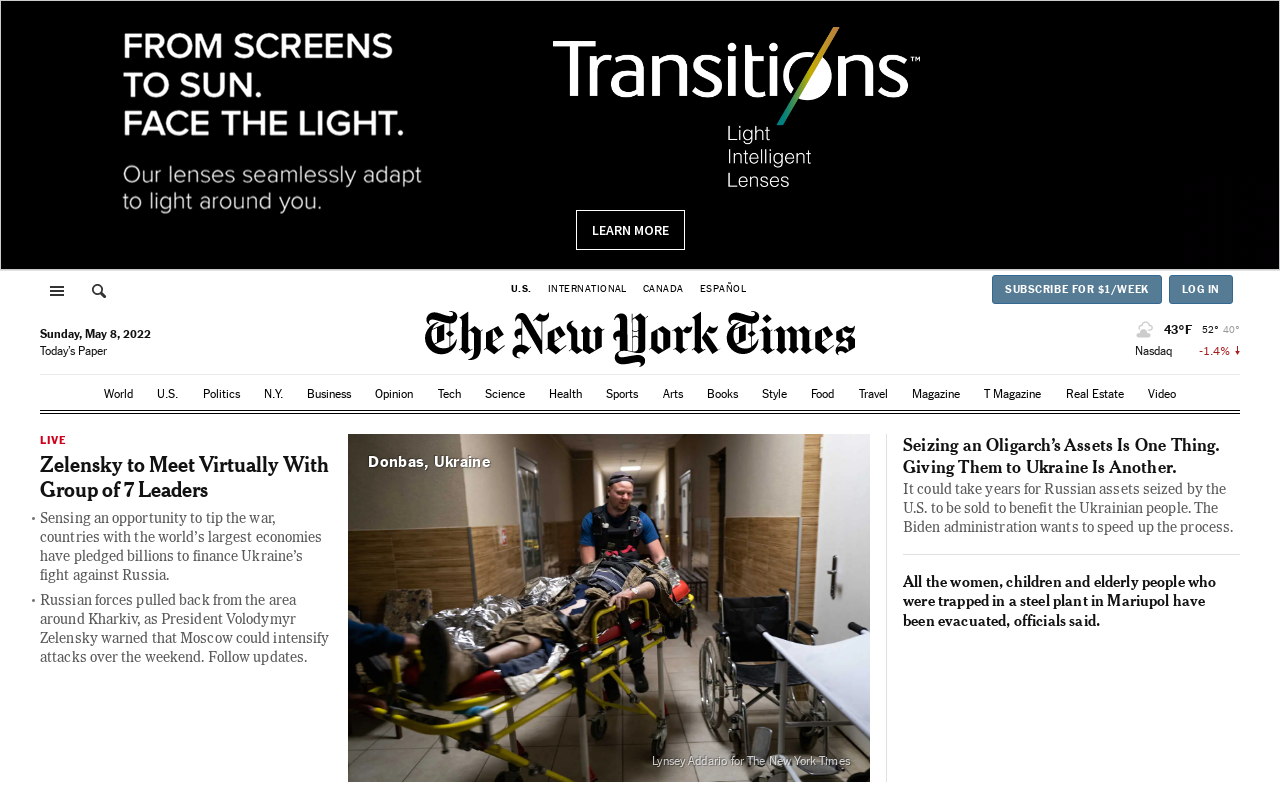 FROM SCREENS
TO SUN.
FACE THE LIGHT.
Our lenses seamlessly adapt
to light around you.
Transitions™
Light
Intelligent
Lenses
LEARN MORE
U.S. INTERNATIONAL CANADA ESPAÑOL
SUBSCRIBE FOR $1/WEEK LOG IN
Sunday, May 8, 2022
Today's Paper
The New York Times
43°F 52° 40°
Nasdaq -1.4% ↓
World U.S. Politics N.Y. Business Opinion Tech Science Health Sports Arts Books Style Food Travel Magazine T Magazine Real Estate Video
LIVE
Zelensky to Meet Virtually With
Group of 7 Leaders
• Sensing an opportunity to tip the war,
countries with the world's largest economies
have pledged billions to finance Ukraine's
fight against Russia.
• Russian forces pulled back from the area
around Kharkiv, as President Volodymyr
Zelensky warned that Moscow could intensify
attacks over the weekend. Follow updates.
Donbas, Ukraine
Lynsey Addario for The New York Times
Seizing an Oligarch's Assets Is One Thing.
Giving Them to Ukraine Is Another.
It could take years for Russian assets seized by the
U.S. to be sold to benefit the Ukrainian people. The
Biden administration wants to speed up the process.
All the women, children and elderly people who
were trapped in a steel plant in Mariupol have
been evacuated, officials said.